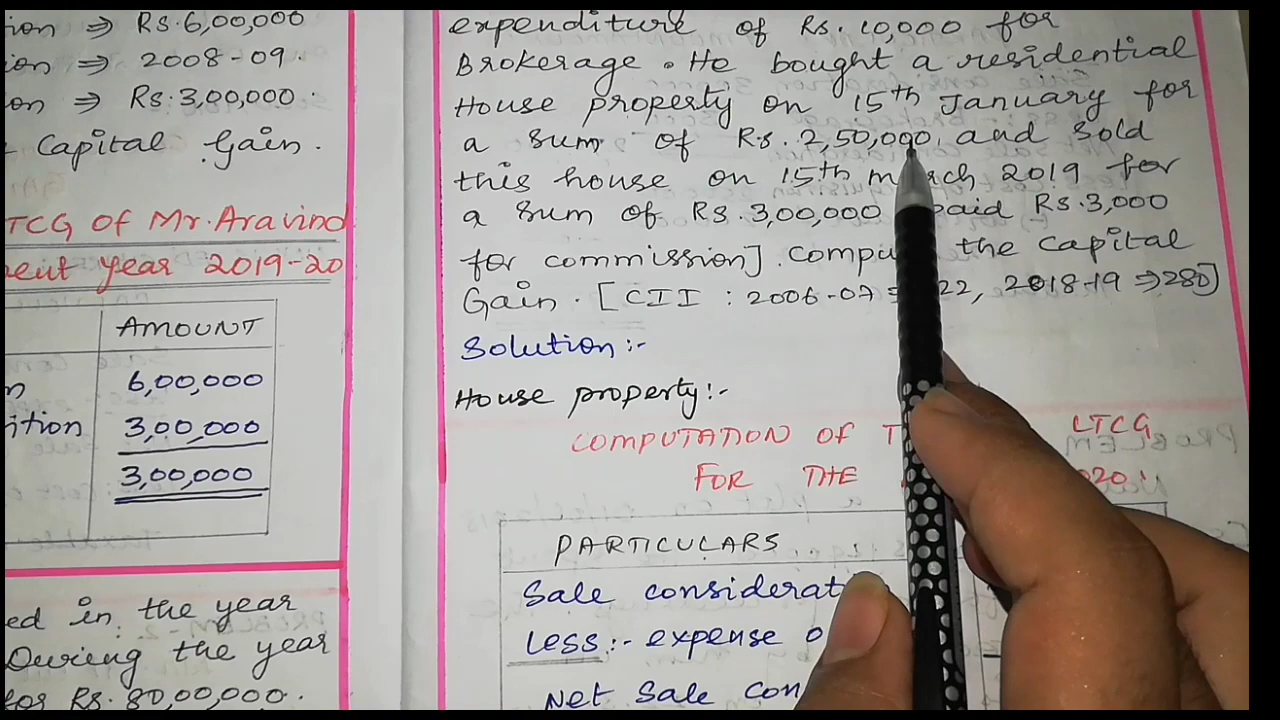 ion ⇒ Rs.6,00,000
ion ⇒ 2008-09.
on ⇒ Rs.3,00,000.
Capital Gain.
TCG of Mr. Aravind
ment year 2019-20
AMOUNT
n 6,00,000
ition 3,00,000
3,00,000
ed in the year
During the year
for Rs. 80,00,000.
expenditure of Rs. 10,000 for
Brokerage. He bought a residential
House property on 15th January for
a sum of Rs. 2,50,000, and sold
this house on 15th march 2019 for
a sum of Rs. 3,00,000 paid Rs.3,000
for commission]. compu the Capital
Gain. [CII : 2006-07 = 22, 2018-19 ⇒280]
Solution:-
House property:-
COMPUTATION OF T LTCG
FOR THE 2020.
PARTICULARS
Sale considerat
Less:- expense o
Net Sale con